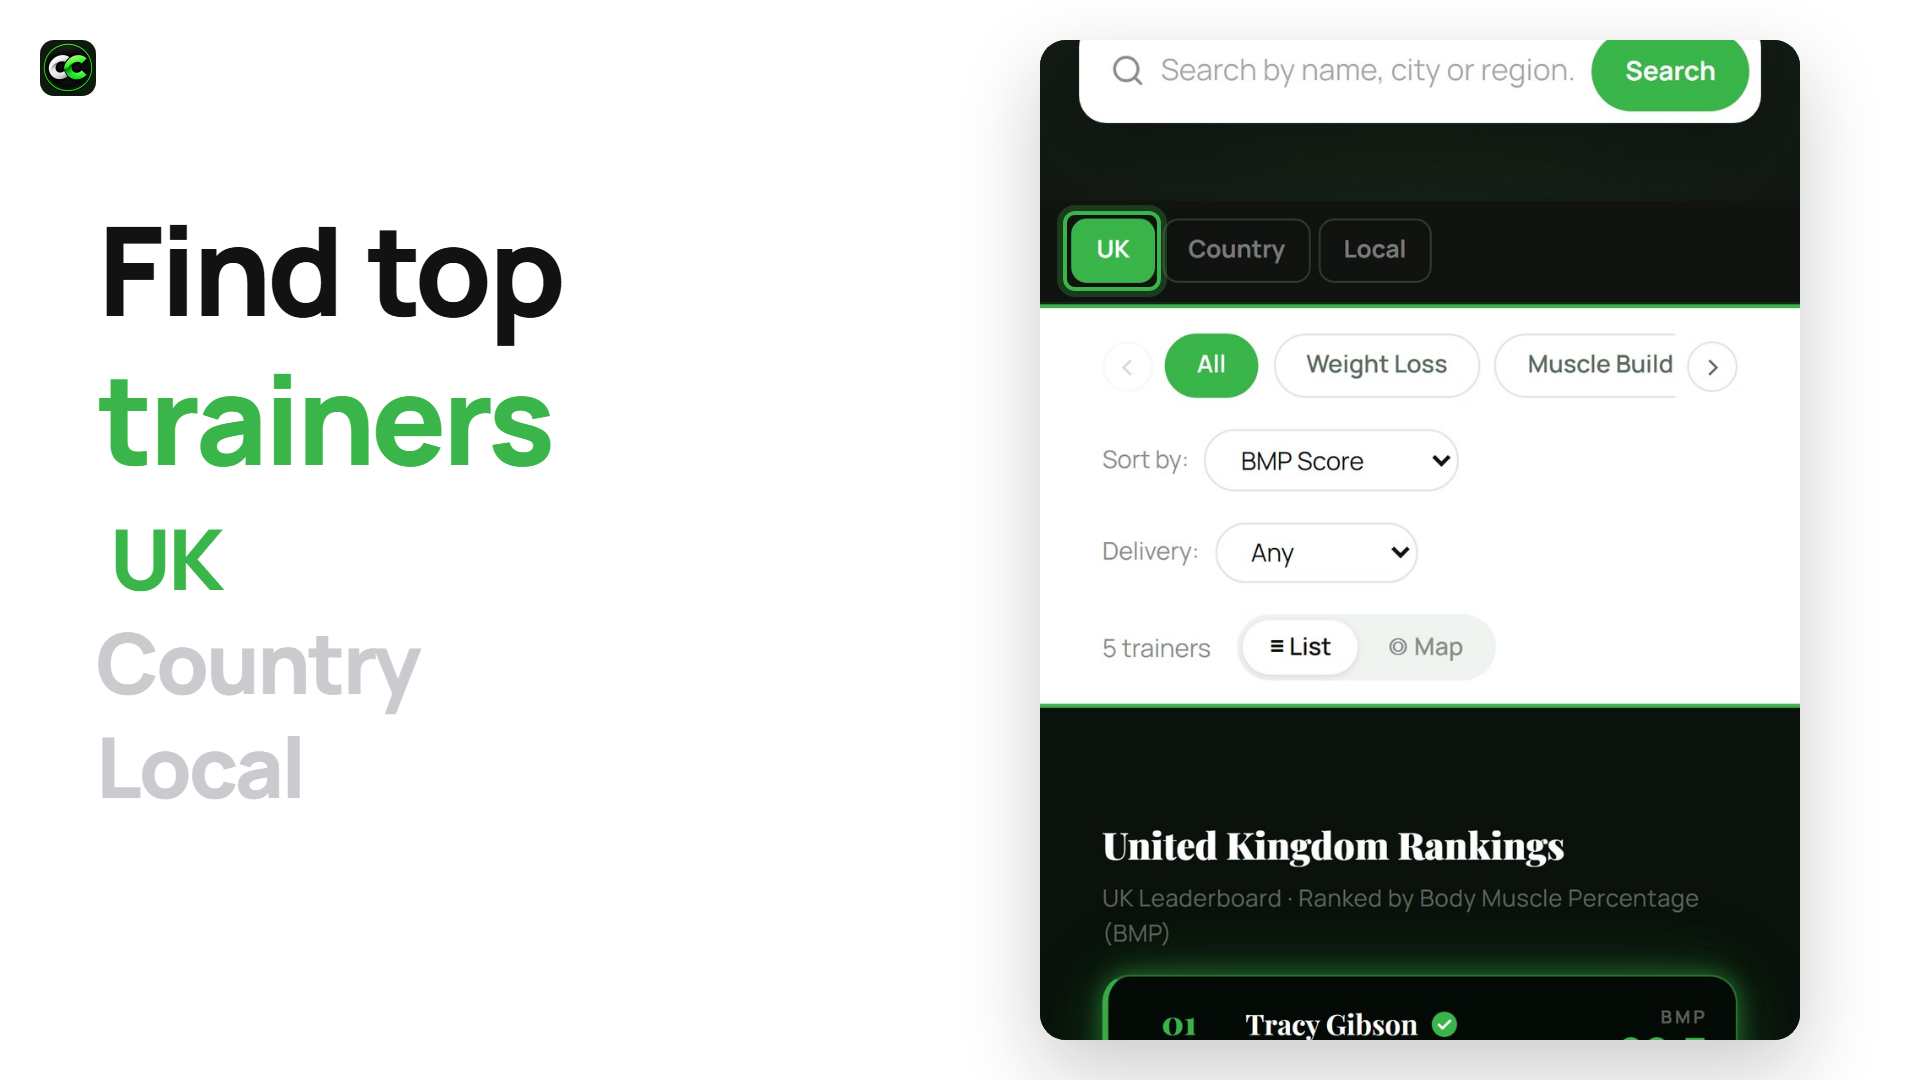 CC
Find top
trainers
UK
Country
Local
Search by name, city or region.
Search
UK
Country
Local
All
Weight Loss
Muscle Build
Sort by:
BMP Score
Delivery:
Any
5 trainers
List
Map
United Kingdom Rankings
UK Leaderboard · Ranked by Body Muscle Percentage
(BMP)
01
Tracy Gibson
BMP